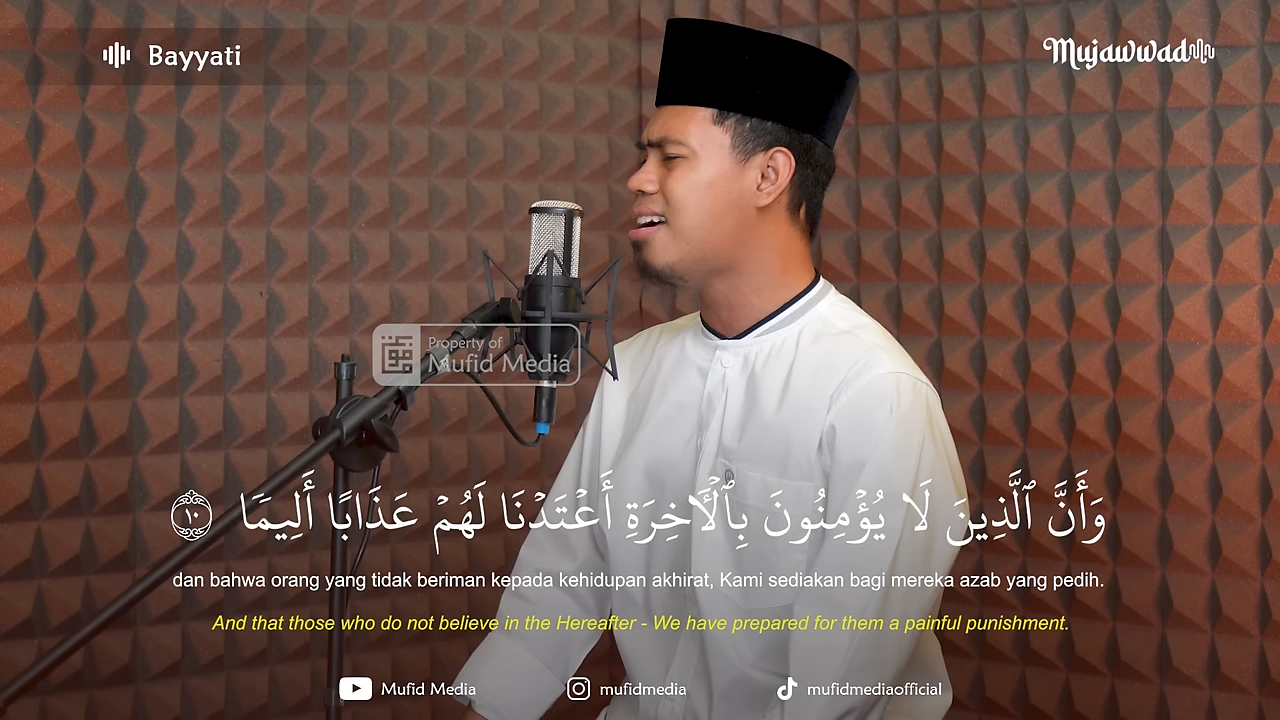 Bayyati
Mujawwad
Property of
Mufid Media
وَأَنَّ ٱلَّذِينَ لَا يُؤۡمِنُونَ بِٱلۡأٓخِرَةِ أَعۡتَدۡنَا لَهُمۡ عَذَابًا أَلِيمٗا ١٠
dan bahwa orang yang tidak beriman kepada kehidupan akhirat, Kami sediakan bagi mereka azab yang pedih.
And that those who do not believe in the Hereafter - We have prepared for them a painful punishment.
Mufid Media
mufidmedia
mufidmediaofficial